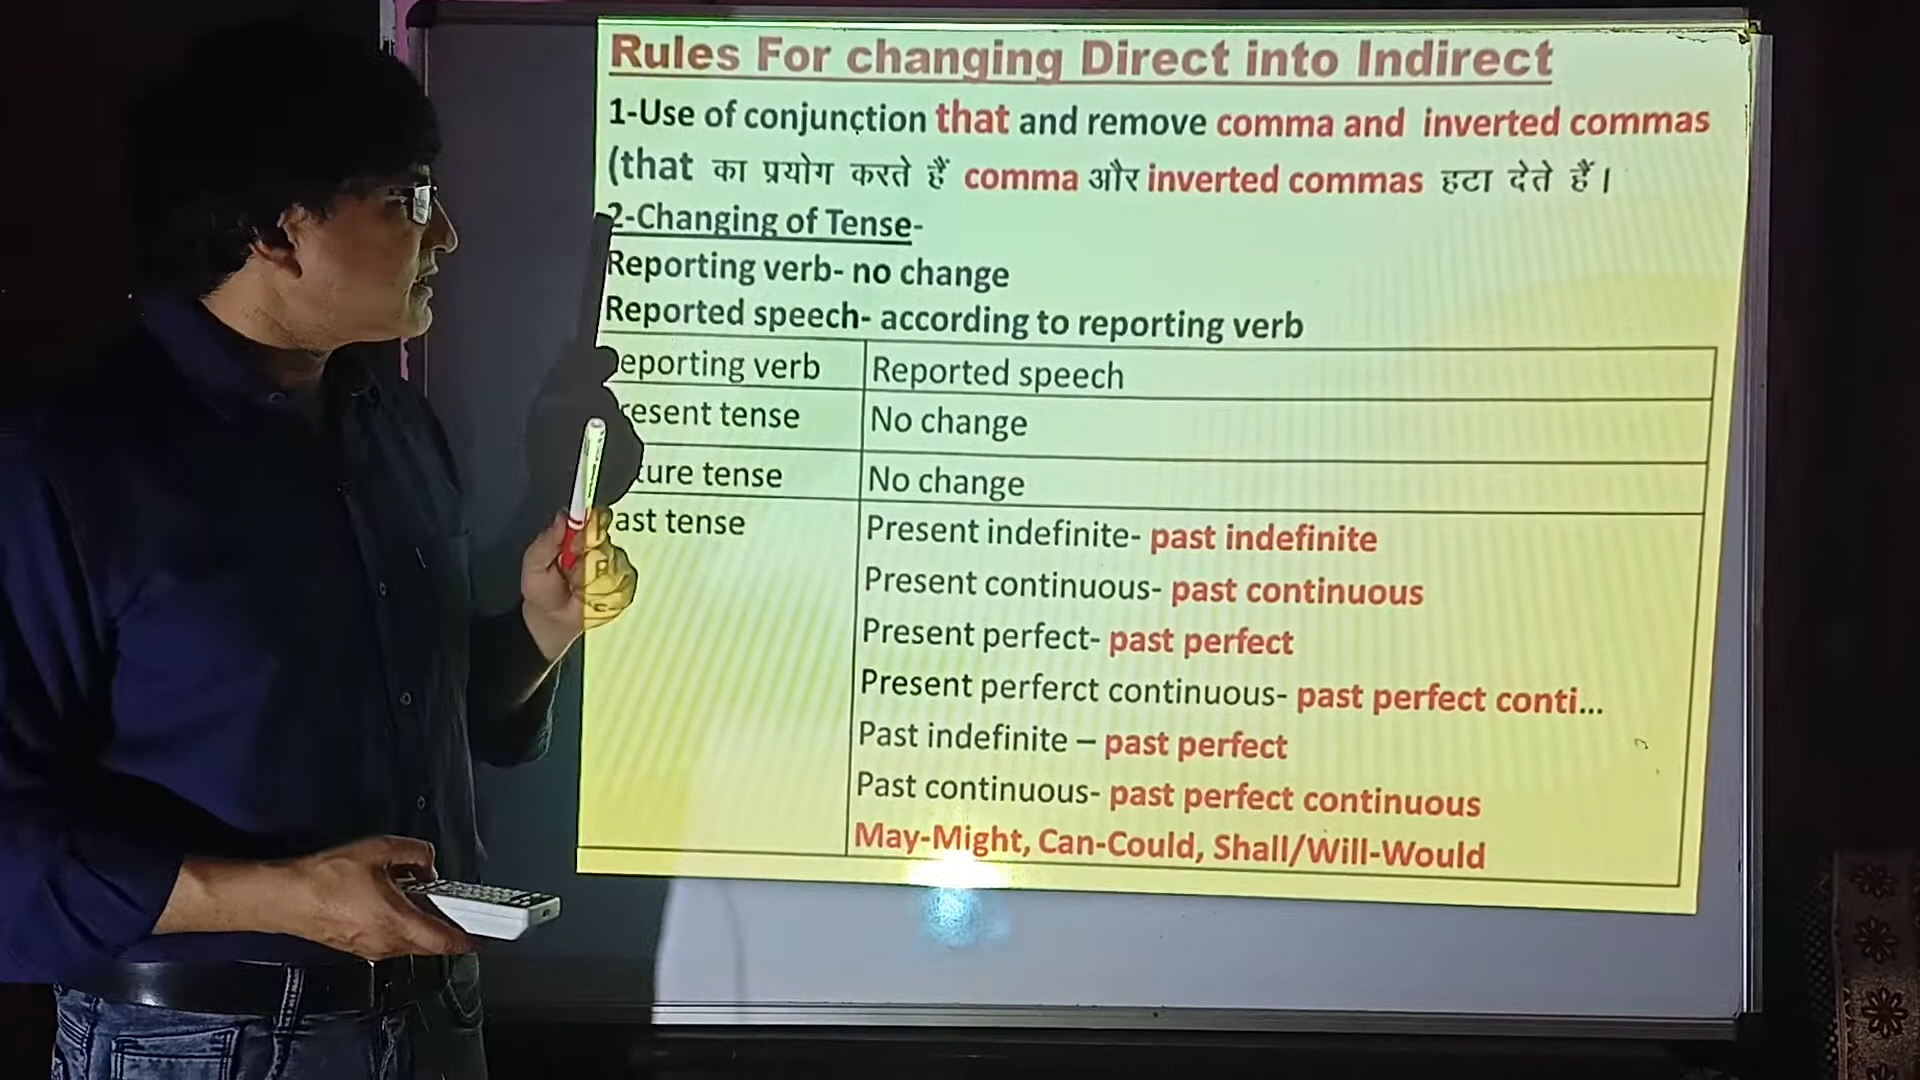 Rules For changing Direct into Indirect
1-Use of conjunction that and remove comma and inverted commas
(that का प्रयोग करते हैं comma और inverted commas हटा देते हैं।
2-Changing of Tense-
Reporting verb- no change
Reported speech- according to reporting verb
eporting verb Reported speech
resent tense No change
ture tense No change
ast tense Present indefinite- past indefinite
Present continuous- past continuous
Present perfect- past perfect
Present perferct continuous- past perfect conti...
Past indefinite – past perfect
Past continuous- past perfect continuous
May-Might, Can-Could, Shall/Will-Would